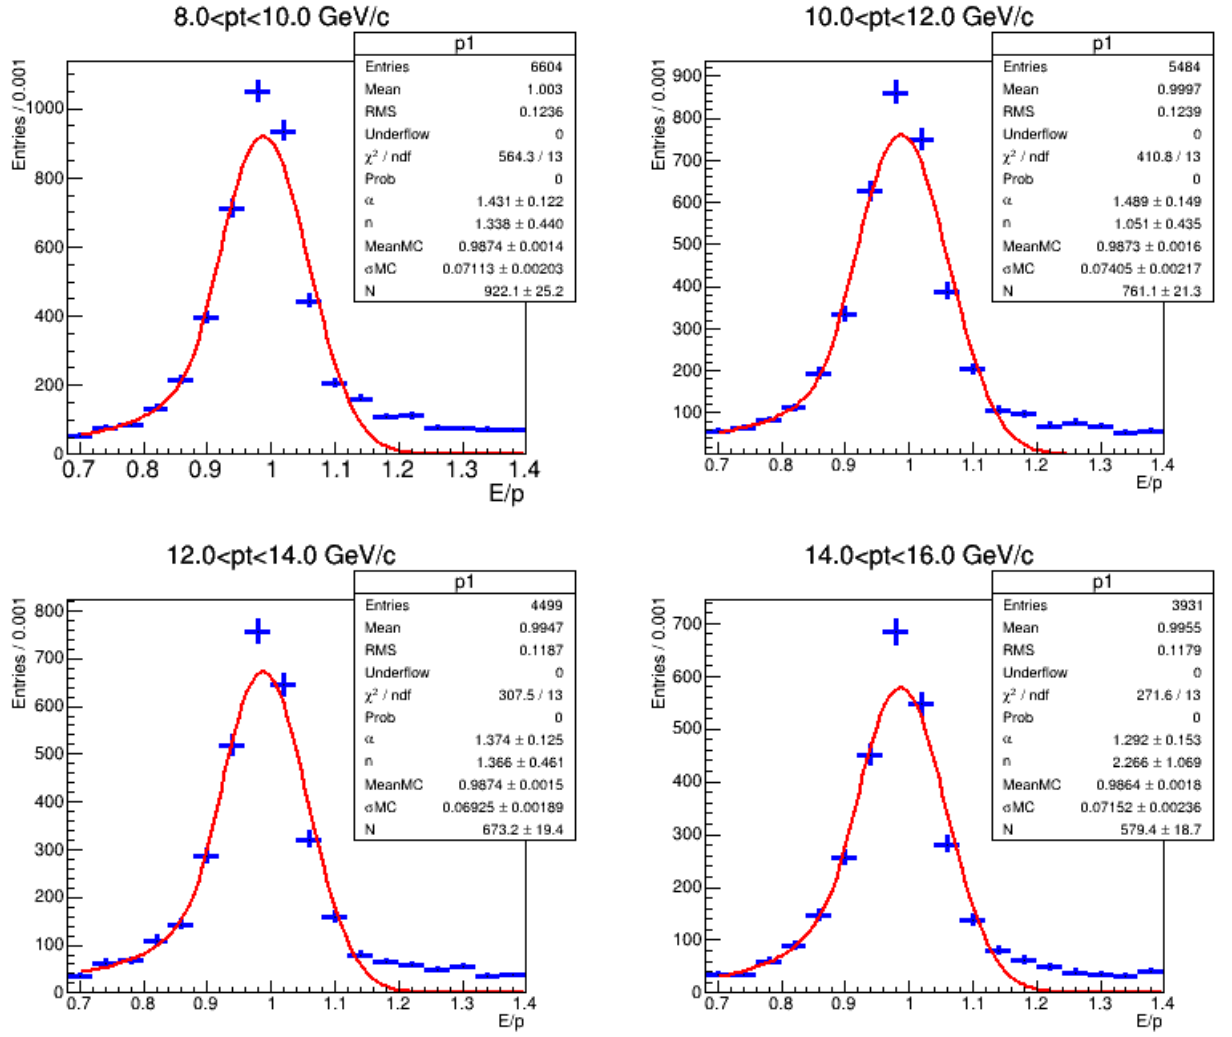 8.0<pt<10.0 GeV/c
Entries / 0.001
p1
Entries 6604
Mean 1.003
RMS 0.1236
Underflow 0
χ² / ndf 564.3 / 13
Prob 0
α 1.431 ± 0.122
n 1.338 ± 0.440
MeanMC 0.9874 ± 0.0014
σMC 0.07113 ± 0.00203
N 922.1 ± 25.2
1000
800
600
400
200
0
0.7 0.8 0.9 1 1.1 1.2 1.3 1.4
E/p
10.0<pt<12.0 GeV/c
Entries / 0.001
p1
Entries 5484
Mean 0.9997
RMS 0.1239
Underflow 0
χ² / ndf 410.8 / 13
Prob 0
α 1.489 ± 0.149
n 1.051 ± 0.435
MeanMC 0.9873 ± 0.0016
σMC 0.07405 ± 0.00217
N 761.1 ± 21.3
900
800
700
600
500
400
300
200
100
0
0.7 0.8 0.9 1 1.1 1.2 1.3 1.4
E/p
12.0<pt<14.0 GeV/c
Entries / 0.001
p1
Entries 4499
Mean 0.9947
RMS 0.1187
Underflow 0
χ² / ndf 307.5 / 13
Prob 0
α 1.374 ± 0.125
n 1.366 ± 0.461
MeanMC 0.9874 ± 0.0015
σMC 0.06925 ± 0.00189
N 673.2 ± 19.4
800
700
600
500
400
300
200
100
0
0.7 0.8 0.9 1 1.1 1.2 1.3 1.4
E/p
14.0<pt<16.0 GeV/c
Entries / 0.001
p1
Entries 3931
Mean 0.9955
RMS 0.1179
Underflow 0
χ² / ndf 271.6 / 13
Prob 0
α 1.292 ± 0.153
n 2.266 ± 1.069
MeanMC 0.9864 ± 0.0018
σMC 0.07152 ± 0.00236
N 579.4 ± 18.7
700
600
500
400
300
200
100
0
0.7 0.8 0.9 1 1.1 1.2 1.3 1.4
E/p